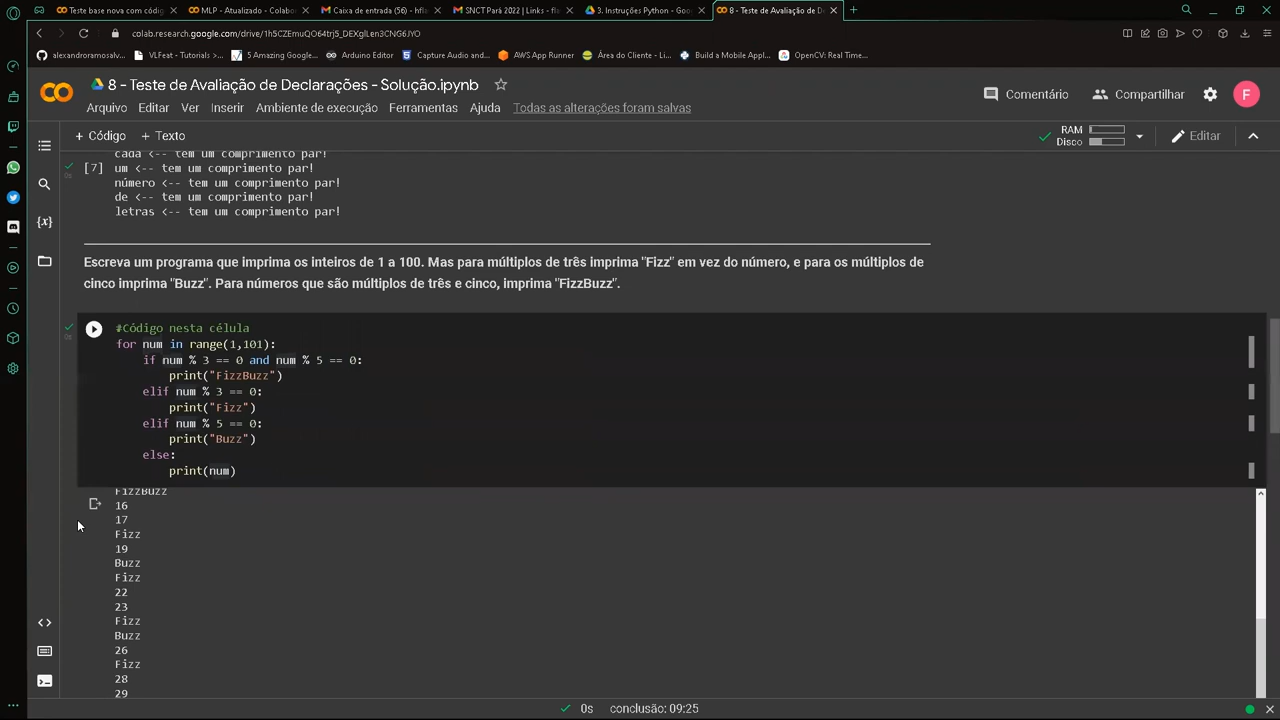 Teste base nova com códig
MLP - Atualizado - Colabo
Caixa de entrada (56) - hfla
SNCT Pará 2022 | Links - fla
3. Instruções Python - Goog
8 - Teste de Avaliação de De
colab.research.google.com/drive/
alexandroramosalv...
VLFeat - Tutorials >...
5 Amazing Google...
Arduino Editor
Capture Audio and...
AWS App Runner
Área do Cliente - Li...
Build a Mobile Appl...
OpenCV: Real Time...
8 - Teste de Avaliação de Declarações - Solução.ipynb
Arquivo Editar Ver Inserir Ambiente de execução Ferramentas Ajuda Todas as alterações foram salvas
Comentário
Compartilhar
F
+ Código + Texto
RAM
Disco
Editar
cada <-- tem um comprimento par!
[7] um <-- tem um comprimento par!
0s
número <-- tem um comprimento par!
de <-- tem um comprimento par!
letras <-- tem um comprimento par!
Escreva um programa que imprima os inteiros de 1 a 100. Mas para múltiplos de três imprima "Fizz" em vez do número, e para os múltiplos de
cinco imprima "Buzz". Para números que são múltiplos de três e cinco, imprima "FizzBuzz".
0s
#Código nesta célula
for num in range(1,101):
if num % 3 == 0 and num % 5 == 0:
print("FizzBuzz")
elif num % 3 == 0:
print("Fizz")
elif num % 5 == 0:
print("Buzz")
else:
print(num)
FizzBuzz
16
17
Fizz
19
Buzz
Fizz
22
23
Fizz
Buzz
26
Fizz
28
29
0s conclusão: 09:25